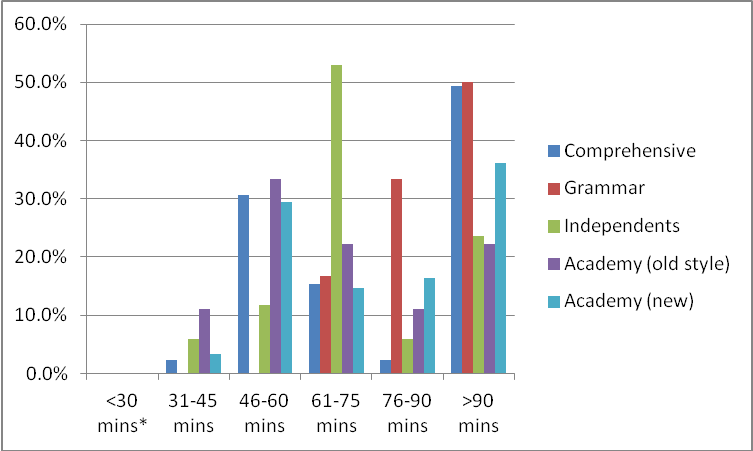 60.0%
50.0%
40.0%
30.0%
20.0%
10.0%
0.0%
<30 mins*
31-45 mins
46-60 mins
61-75 mins
76-90 mins
>90 mins
Comprehensive
Grammar
Independents
Academy (old style)
Academy (new)